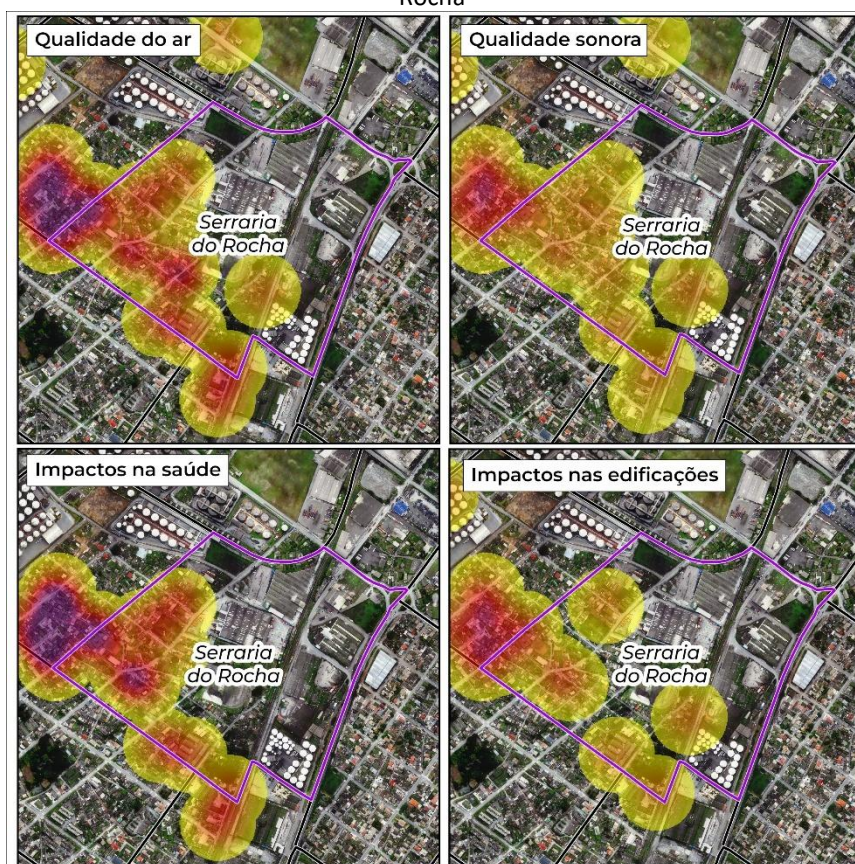 Rocha
Qualidade do ar
Serraria
do Rocha
Qualidade sonora
Serraria
do Rocha
Impactos na saúde
Serraria
do Rocha
Impactos nas edificações
Serraria
do Rocha